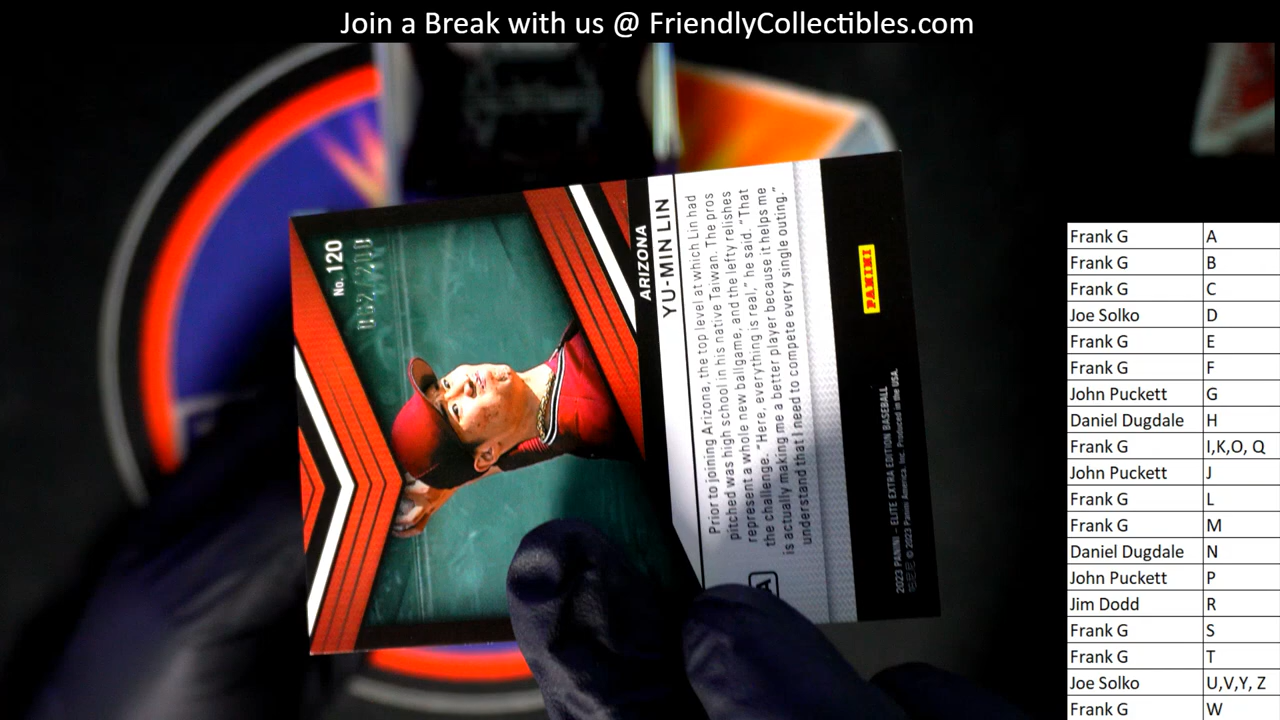 Join a Break with us @ FriendlyCollectibles.com
No. 120
ARIZONA
YU-MIN LIN
Prior to joining Arizona, the top level at which Lin had
pitched was high school in his native Taiwan. The pros
represent a whole new ballgame, and the lefty relishes
the challenge. "Here, everything is real," he said. "That
is actually making me a better player because it helps me
understand that I need to compete every single outing."
PANINI
2023 PANINI - ELITE EXTRA EDITION BASEBALL
© 2023 Panini America, Inc. Produced in the USA.
Frank G A
Frank G B
Frank G C
Joe Solko D
Frank G E
Frank G F
John Puckett G
Daniel Dugdale H
Frank G I,K,O, Q
John Puckett J
Frank G L
Frank G M
Daniel Dugdale N
John Puckett P
Jim Dodd R
Frank G S
Frank G T
Joe Solko U,V,Y, Z
Frank G W